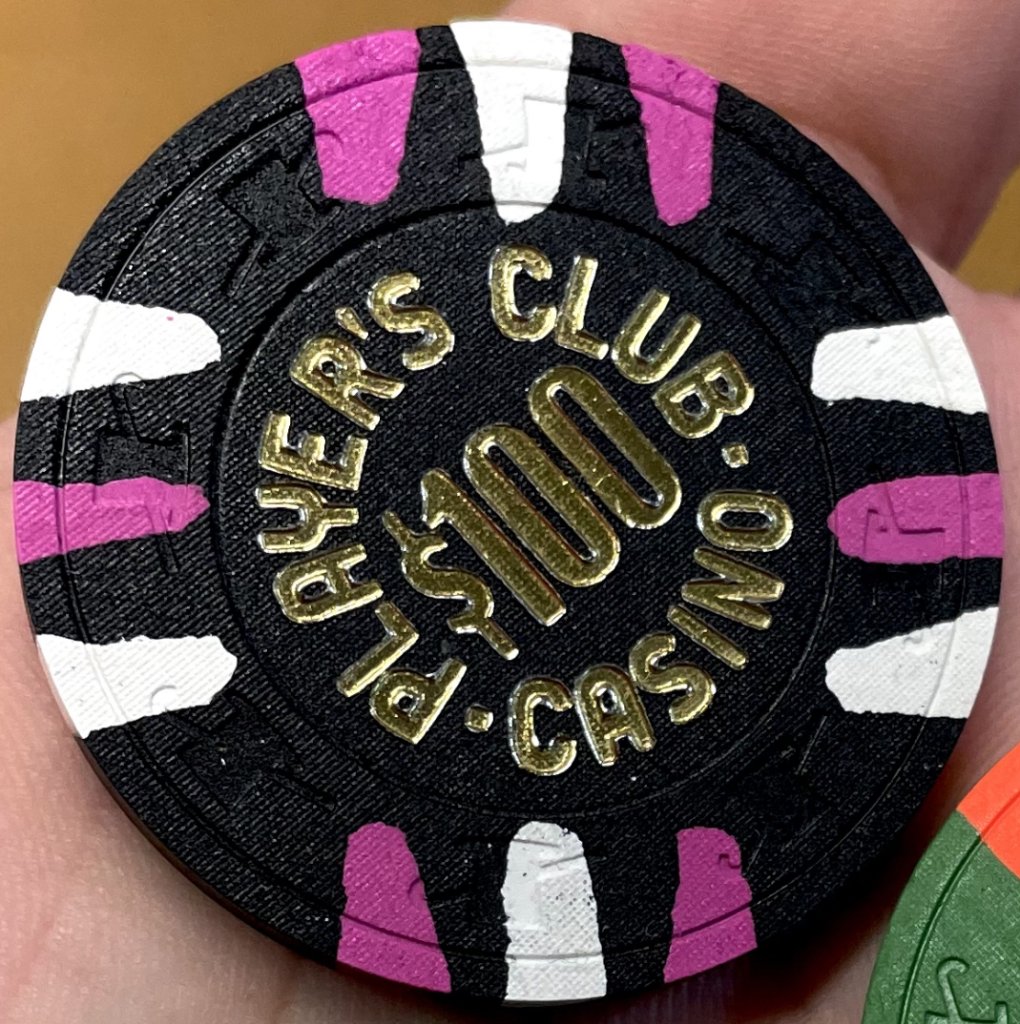 PLAYER'S CLUB
$100
· CASINO ·